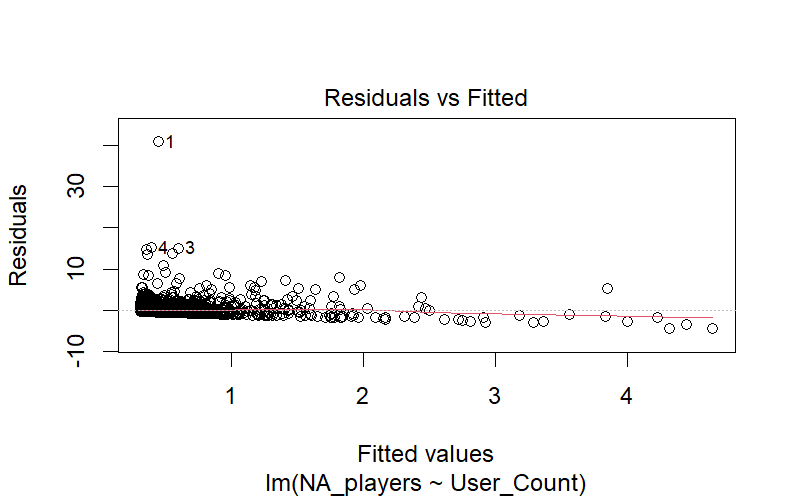 Residuals vs Fitted
Residuals
30
10
-10
1
4
3
1
2
3
4
Fitted values
lm(NA_players ~ User_Count)